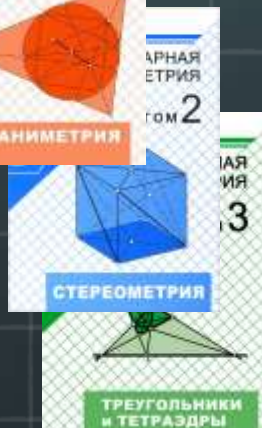 АНИМЕТРИЯ
АРНАЯ
ЕТРИЯ
том 2
СТЕРЕОМЕТРИЯ
АЯ
ИЯ
3
ТРЕУГОЛЬНИКИ
и ТЕТРАЭДРЫ